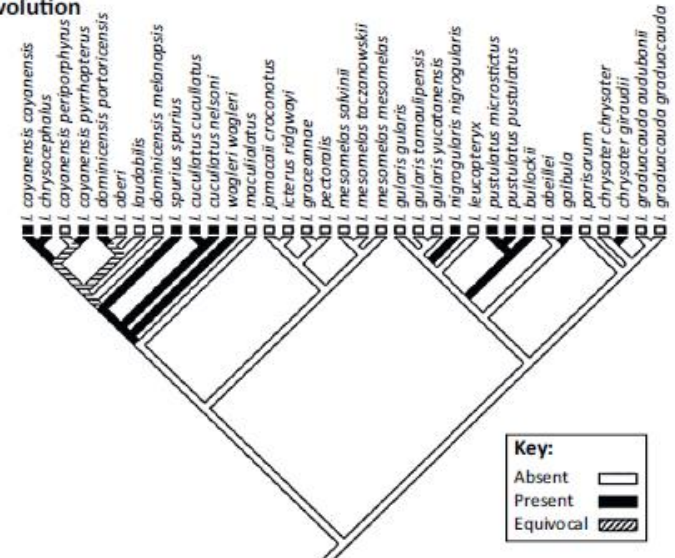 volution
I. cayanensis cayanensis
I. chrysocephalus
I. cayanensis periporphyrus
I. cayanensis pyrrhopterus
I. dominicensis portoricensis
I. oberi
I. laudabilis
I. dominicensis melanopsis
I. spurius spurius
I. cucullatus cucullatus
I. cucullatus nelsoni
I. wagleri wagleri
I. maculialatus
I. jamacaii croconotus
I. icterus ridgwayi
I. graceannae
I. pectoralis
I. mesomelas salvinii
I. mesomelas taczanowskii
I. mesomelas mesomelas
I. gularis gularis
I. gularis tamaulipensis
I. gularis yucatanensis
I. nigrogularis nigrogularis
I. leucopteryx
I. pustulatus microstictus
I. pustulatus pustulatus
I. bullockii
I. abeillei
I. galbula
I. parisorum
I. chrysater chrysater
I. chrysater giraudii
I. graduacauda audubonii
I. graduacauda graduacauda
Key:
Absent
Present
Equivocal